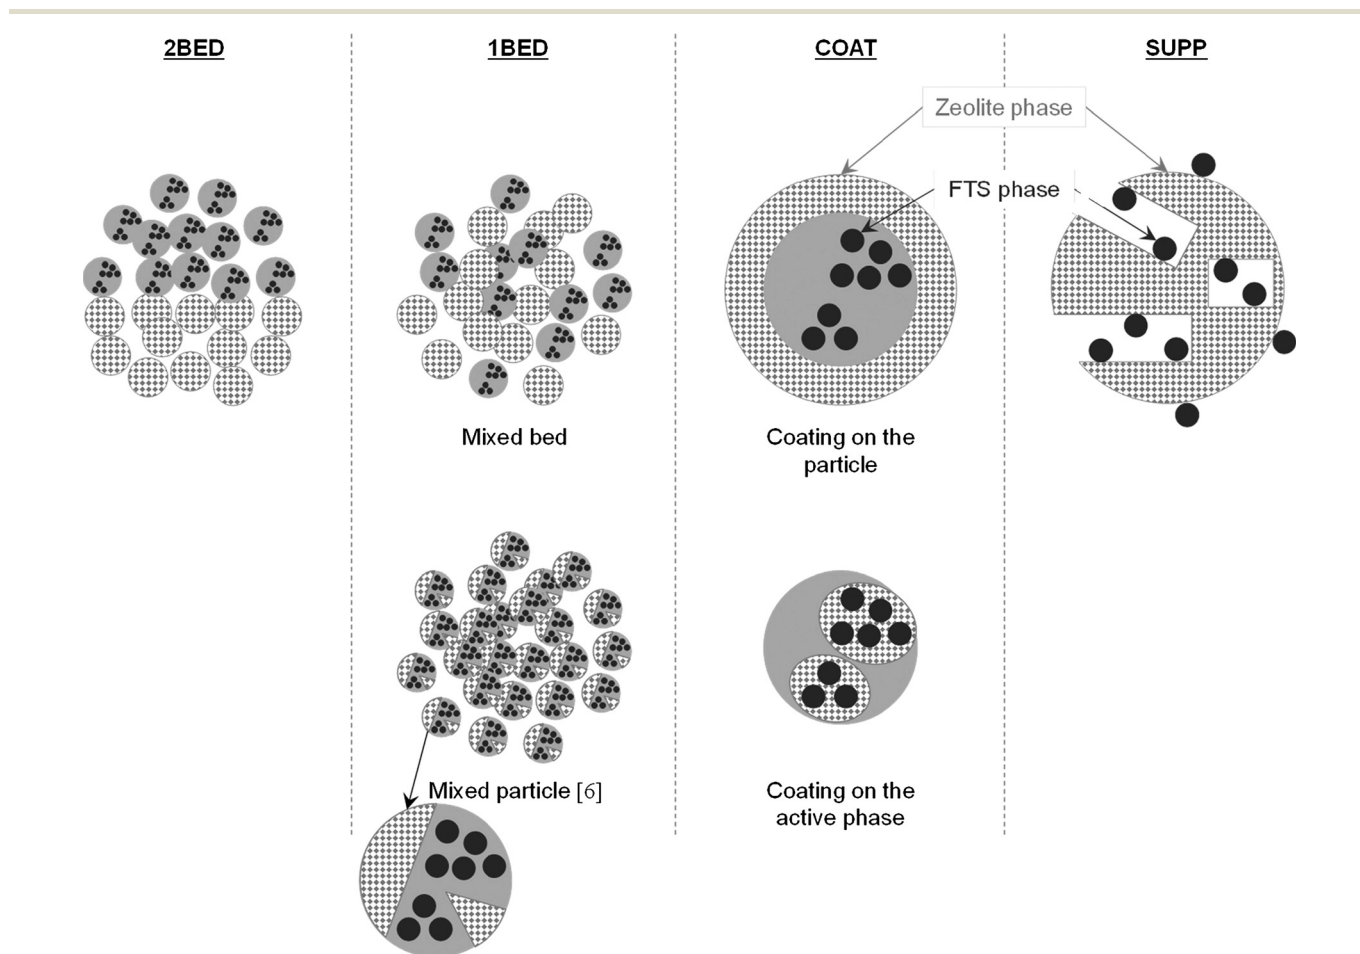 2BED
1BED
COAT
SUPP
Zeolite phase
FTS phase
Mixed bed
Coating on the
particle
Mixed particle [6]
Coating on the
active phase